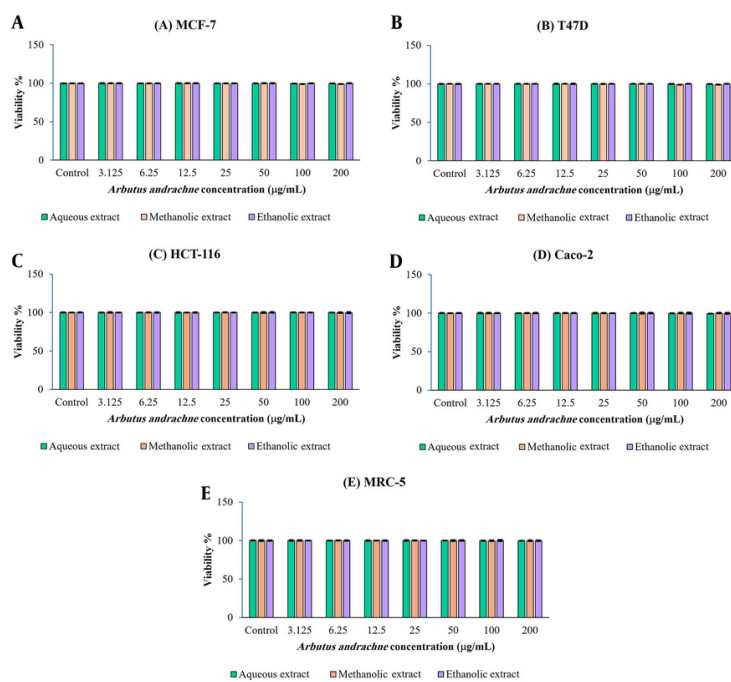 A
(A) MCF-7
150
100
50
0
Viability %
Control 3.125 6.25 12.5 25 50 100 200
Arbutus andrachne concentration (µg/mL)
Aqueous extract Methanolic extract Ethanolic extract
B
(B) T47D
150
100
50
0
Viability %
Control 3.125 6.25 12.5 25 50 100 200
Arbutus andrachne concentration (µg/mL)
Aqueous extract Methanolic extract Ethanolic extract
C
(C) HCT-116
150
100
50
0
Viability %
Control 3.125 6.25 12.5 25 50 100 200
Arbutus andrachne concentration (µg/mL)
Aqueous extract Methanolic extract Ethanolic extract
D
(D) Caco-2
150
100
50
0
Viability %
Control 3.125 6.25 12.5 25 50 100 200
Arbutus andrachne concentration (µg/mL)
Aqueous extract Methanolic extract Ethanolic extract
E
(E) MRC-5
150
100
50
0
Viability %
Control 3.125 6.25 12.5 25 50 100 200
Arbutus andrachne concentration (µg/mL)
Aqueous extract Methanolic extract Ethanolic extract